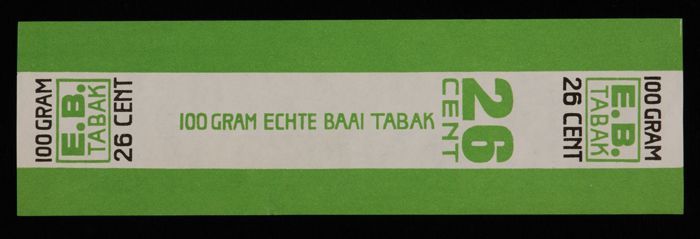 100 GRAM
E.B.
TABAK
26 CENT
100 GRAM ECHTE BAAI TABAK
26
CENT
100 GRAM
E.B.
TABAK
26 CENT